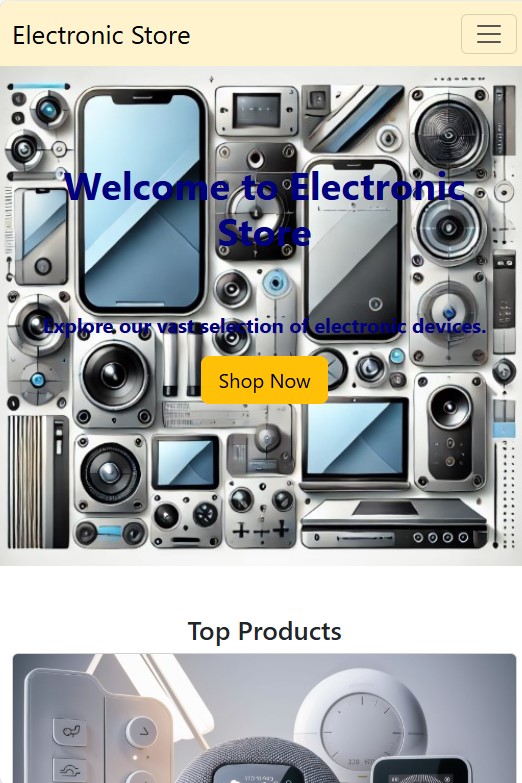 Electronic Store
Welcome to Electronic
Store
Explore our vast selection of electronic devices.
Shop Now
Top Products